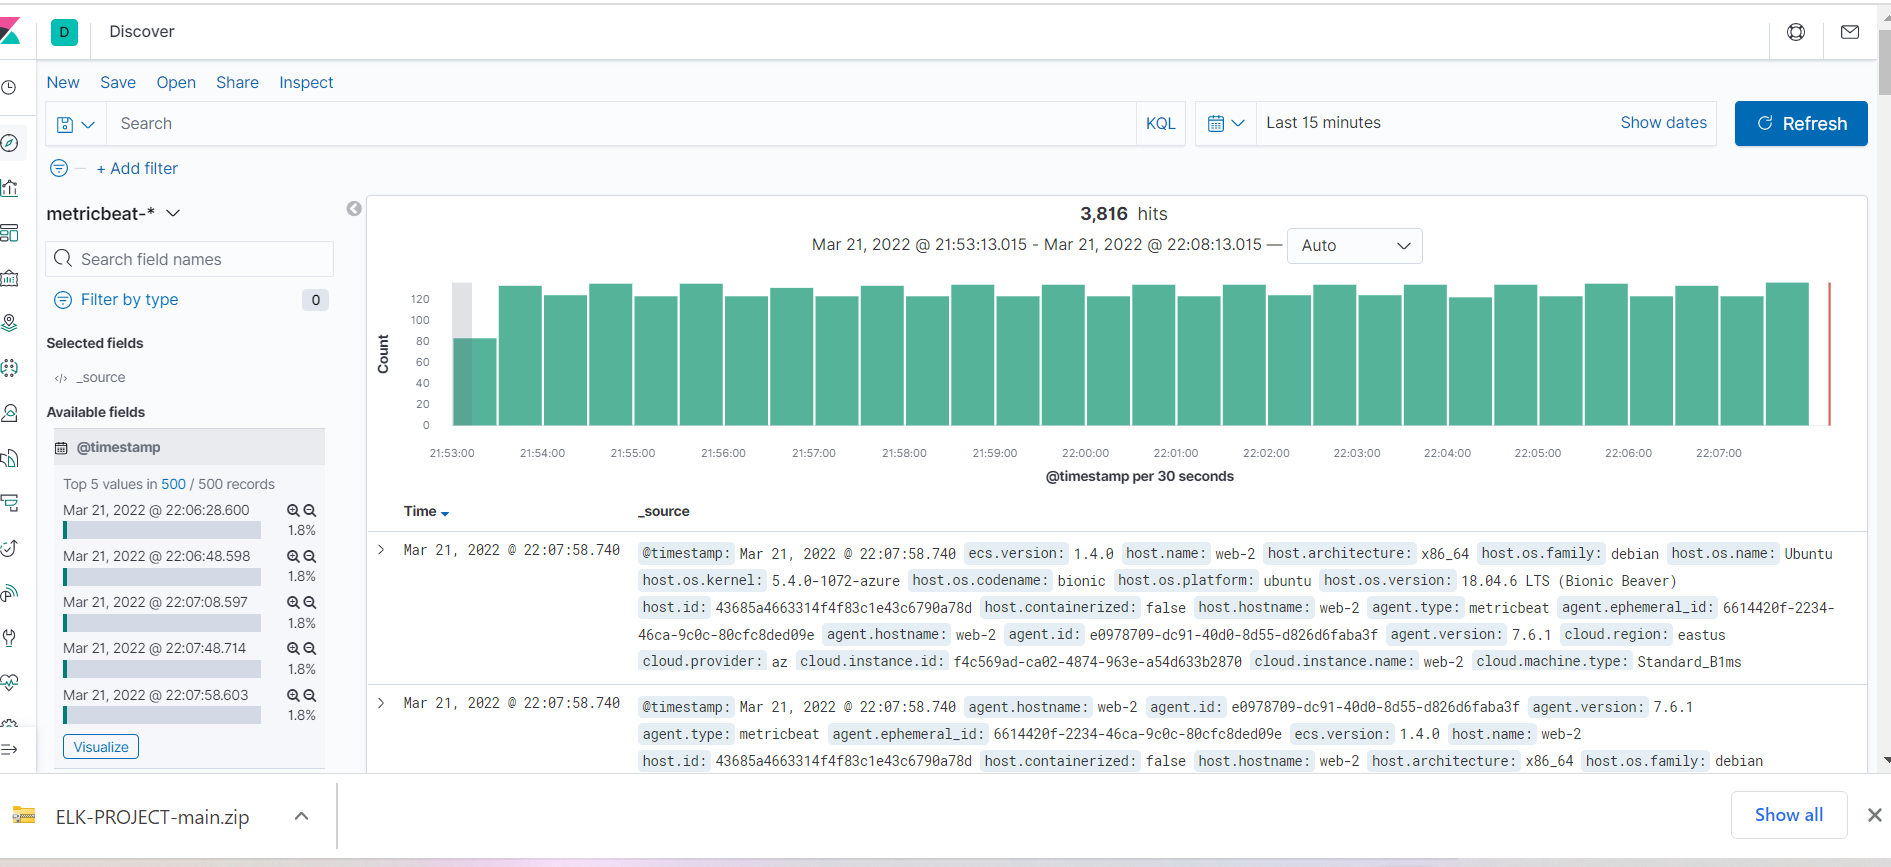 D Discover
New Save Open Share Inspect
Search KQL Last 15 minutes Show dates Refresh
+ Add filter
metricbeat-*
Search field names
Filter by type 0
Selected fields
</> _source
Available fields
@timestamp
Top 5 values in 500 / 500 records
Mar 21, 2022 @ 22:06:28.600
1.8%
Mar 21, 2022 @ 22:06:48.598
1.8%
Mar 21, 2022 @ 22:07:08.597
1.8%
Mar 21, 2022 @ 22:07:48.714
1.8%
Mar 21, 2022 @ 22:07:58.603
1.8%
Visualize
3,816 hits
Mar 21, 2022 @ 21:53:13.015 - Mar 21, 2022 @ 22:08:13.015 — Auto
Count
120
100
80
60
40
20
0
21:53:00 21:54:00 21:55:00 21:56:00 21:57:00 21:58:00 21:59:00 22:00:00 22:01:00 22:02:00 22:03:00 22:04:00 22:05:00 22:06:00 22:07:00
@timestamp per 30 seconds
Time _source
Mar 21, 2022 @ 22:07:58.740 @timestamp: Mar 21, 2022 @ 22:07:58.740 ecs.version: 1.4.0 host.name: web-2 host.architecture: x86_64 host.os.family: debian host.os.name: Ubuntu
host.os.kernel: 5.4.0-1072-azure host.os.codename: bionic host.os.platform: ubuntu host.os.version: 18.04.6 LTS (Bionic Beaver)
host.id: 43685a4663314f4f83c1e43c6790a78d host.containerized: false host.hostname: web-2 agent.type: metricbeat agent.ephemeral_id: 6614420f-2234-
46ca-9c0c-80cfc8ded09e agent.hostname: web-2 agent.id: e0978709-dc91-40d0-8d55-d826d6faba3f agent.version: 7.6.1 cloud.region: eastus
cloud.provider: az cloud.instance.id: f4c569ad-ca02-4874-963e-a54d633b2870 cloud.instance.name: web-2 cloud.machine.type: Standard_B1ms
Mar 21, 2022 @ 22:07:58.740 @timestamp: Mar 21, 2022 @ 22:07:58.740 agent.hostname: web-2 agent.id: e0978709-dc91-40d0-8d55-d826d6faba3f agent.version: 7.6.1
agent.type: metricbeat agent.ephemeral_id: 6614420f-2234-46ca-9c0c-80cfc8ded09e ecs.version: 1.4.0 host.name: web-2
host.id: 43685a4663314f4f83c1e43c6790a78d host.containerized: false host.hostname: web-2 host.architecture: x86_64 host.os.family: debian
ELK-PROJECT-main.zip Show all